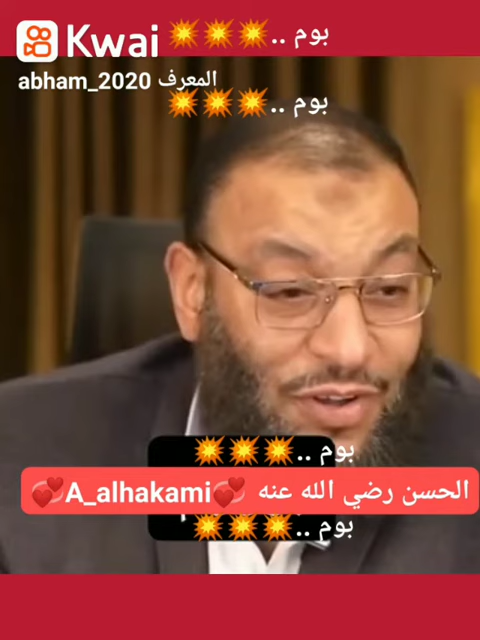 Kwai بوم ..💥💥💥
المعرف abham_2020
بوم ..💥💥💥
بوم ..💥💥💥
الحسن رضي الله عنه 💞A_alhakami💞
بوم ..💥💥💥